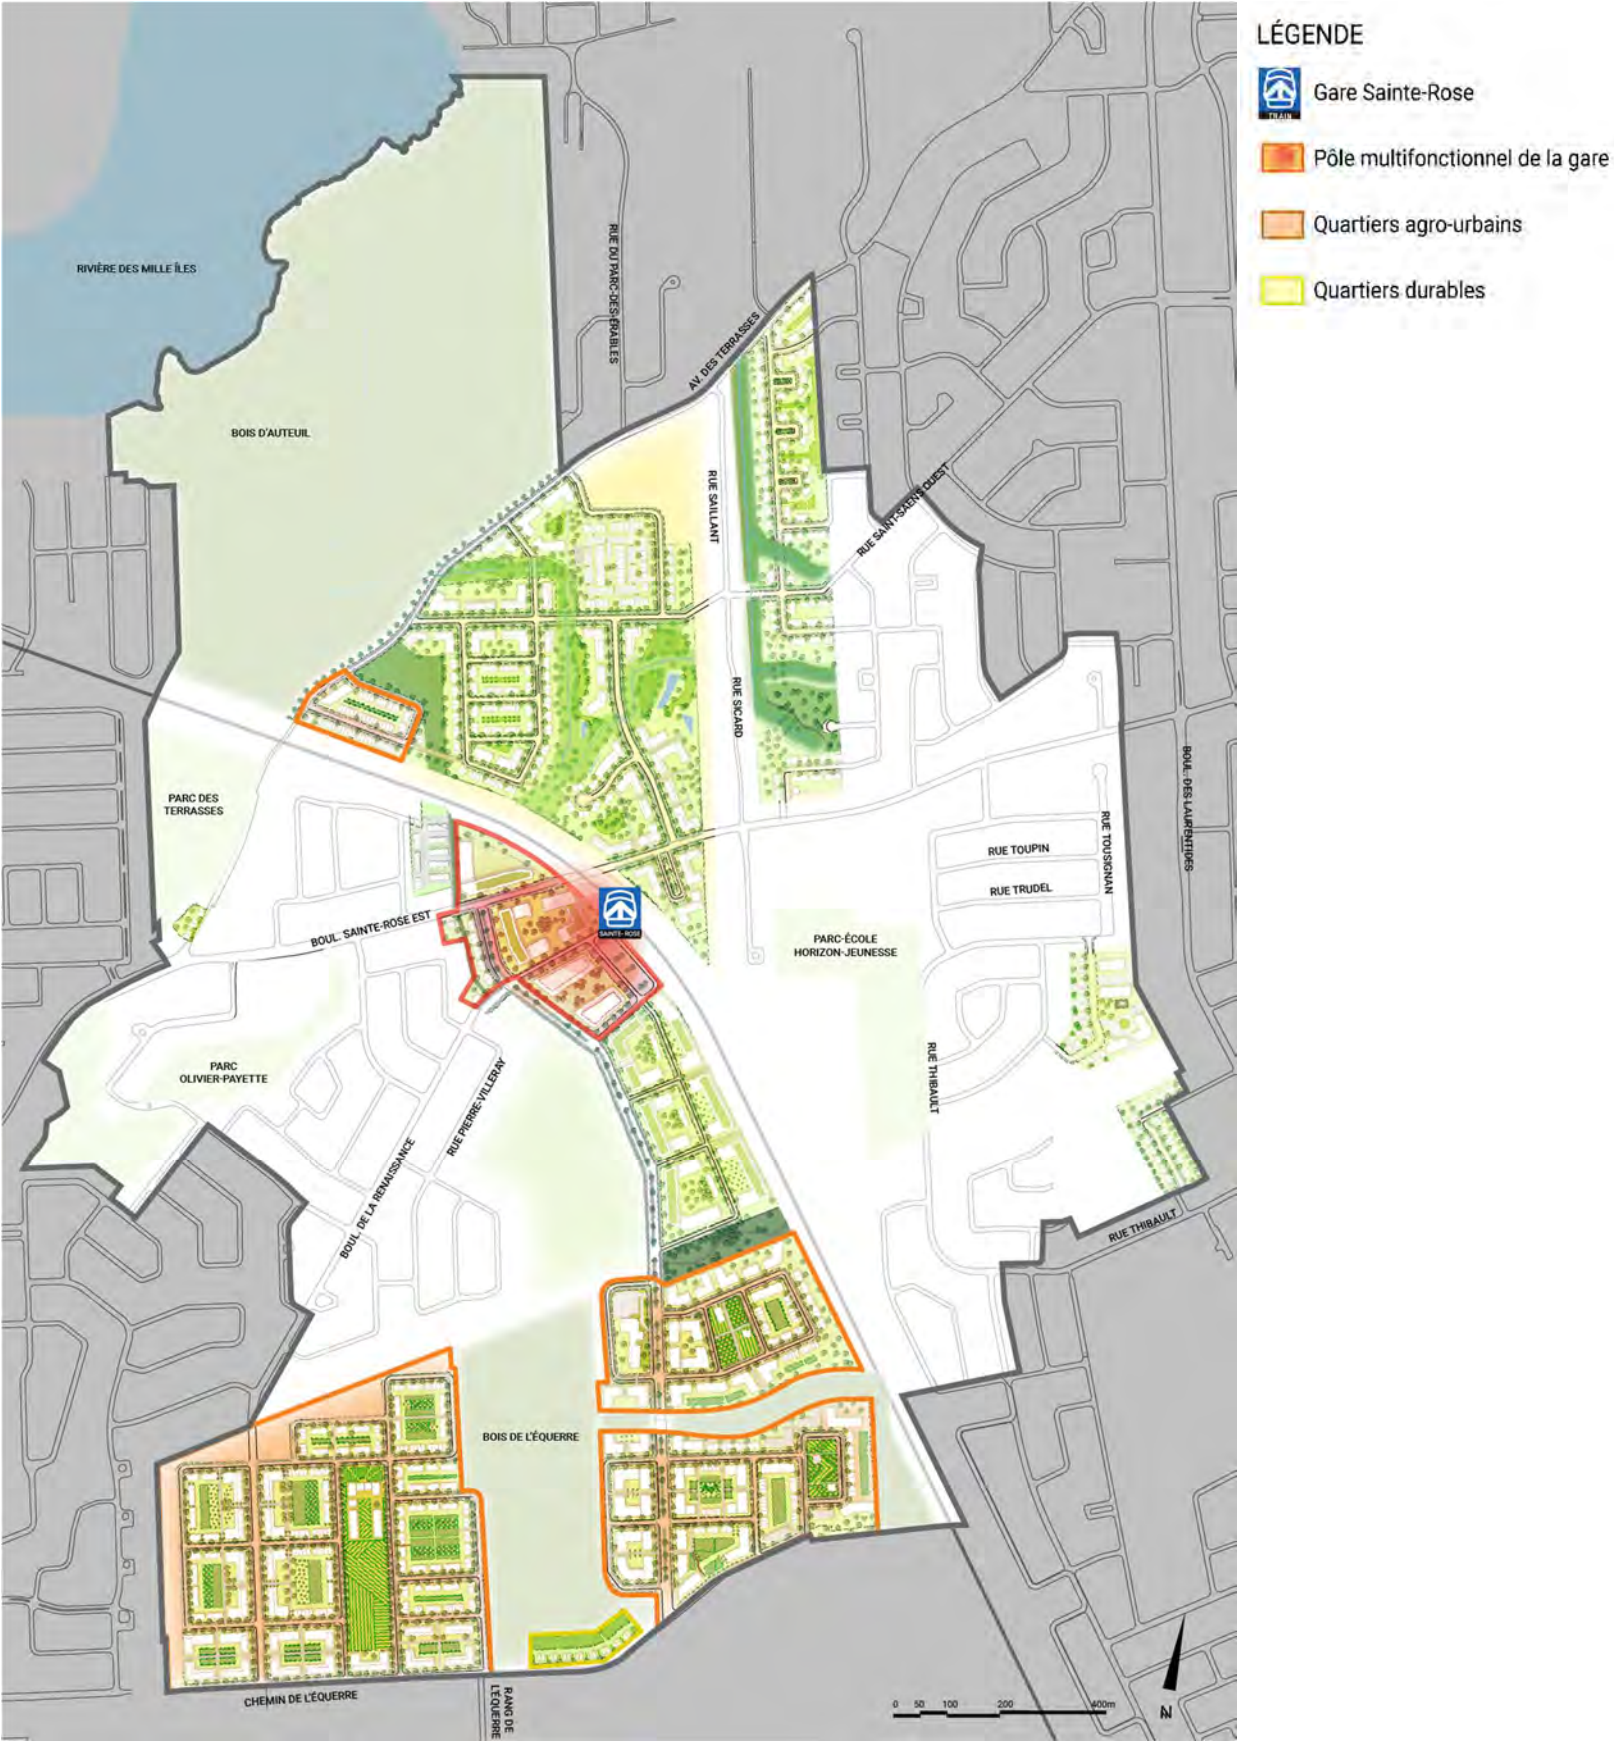 LÉGENDE
TRAIN
Gare Sainte-Rose
Pôle multifonctionnel de la gare
Quartiers agro-urbains
Quartiers durables
RIVIÈRE DES MILLE ÎLES
RUE DU PARC-DES-ÉRABLES
AV. DES TERRASSES
BOIS D'AUTEUIL
RUE SAILLANT
RUE SAINT-SAENS OUEST
RUE SICARD
BOUL. DES LAURENTIDES
PARC DES
TERRASSES
RUE TOUSIGNAN
RUE TOUPIN
RUE TRUDEL
SAINTE-ROSE
BOUL. SAINTE-ROSE EST
PARC-ÉCOLE
HORIZON-JEUNESSE
PARC
OLIVIER-PAYETTE
RUE THIBAULT
RUE PIERRE-VILLERAY
BOUL. DE LA RENAISSANCE
RUE THIBAULT
BOIS DE L'ÉQUERRE
CHEMIN DE L'ÉQUERRE
RANG DE
L'ÉQUERRE
0 50 100 200 400m
N